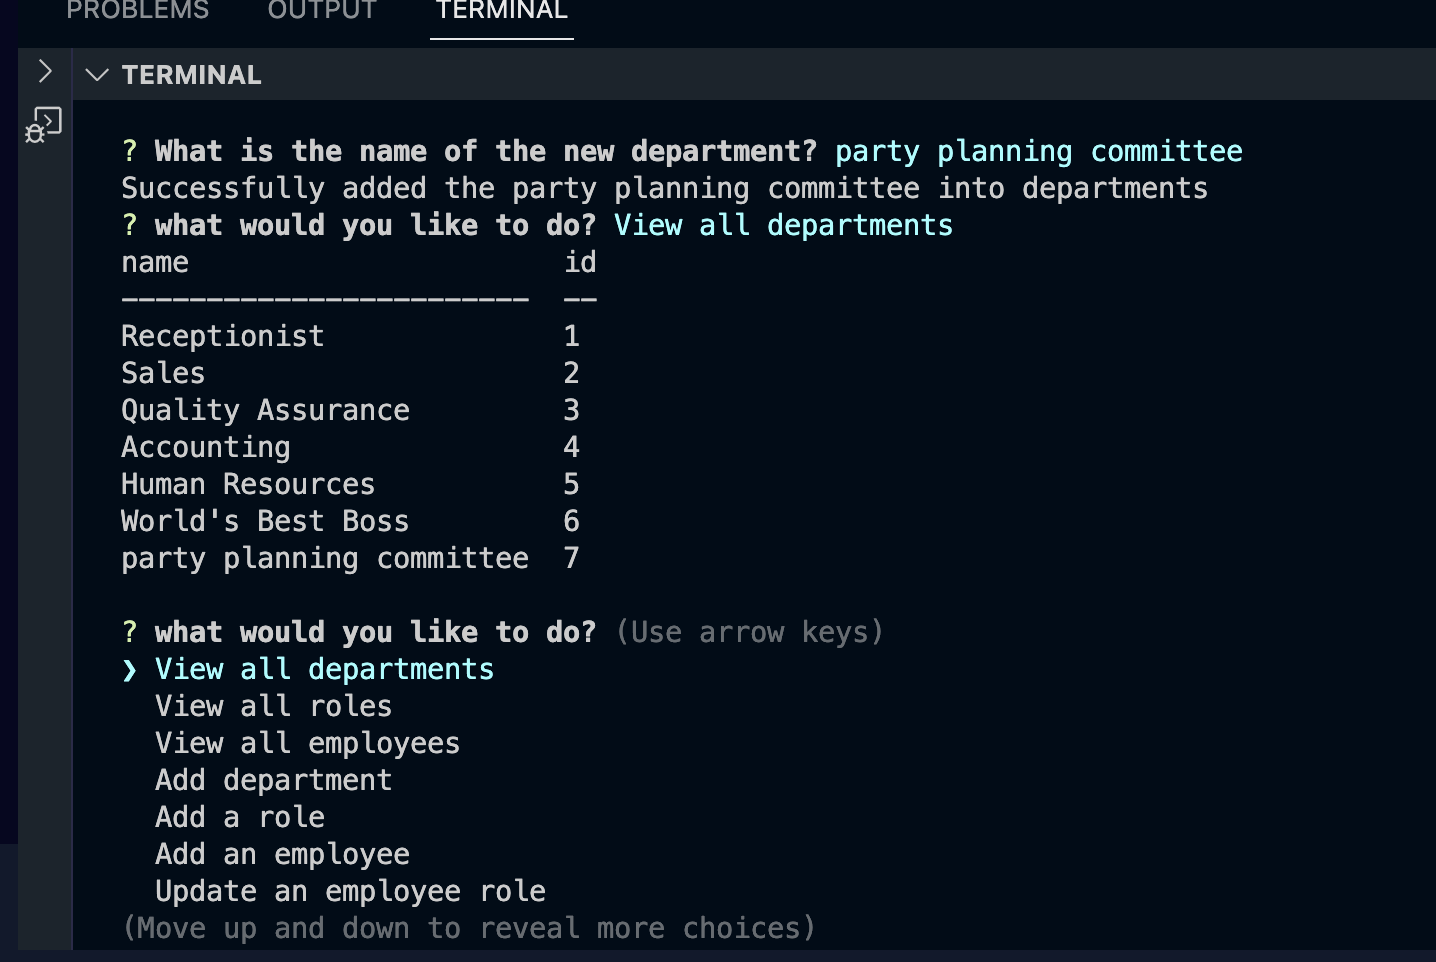 PROBLEMS OUTPUT TERMINAL
TERMINAL
? What is the name of the new department? party planning committee
Successfully added the party planning committee into departments
? what would you like to do? View all departments
name id
------------------------ --
Receptionist 1
Sales 2
Quality Assurance 3
Accounting 4
Human Resources 5
World's Best Boss 6
party planning committee 7
? what would you like to do? (Use arrow keys)
❯ View all departments
View all roles
View all employees
Add department
Add a role
Add an employee
Update an employee role
(Move up and down to reveal more choices)